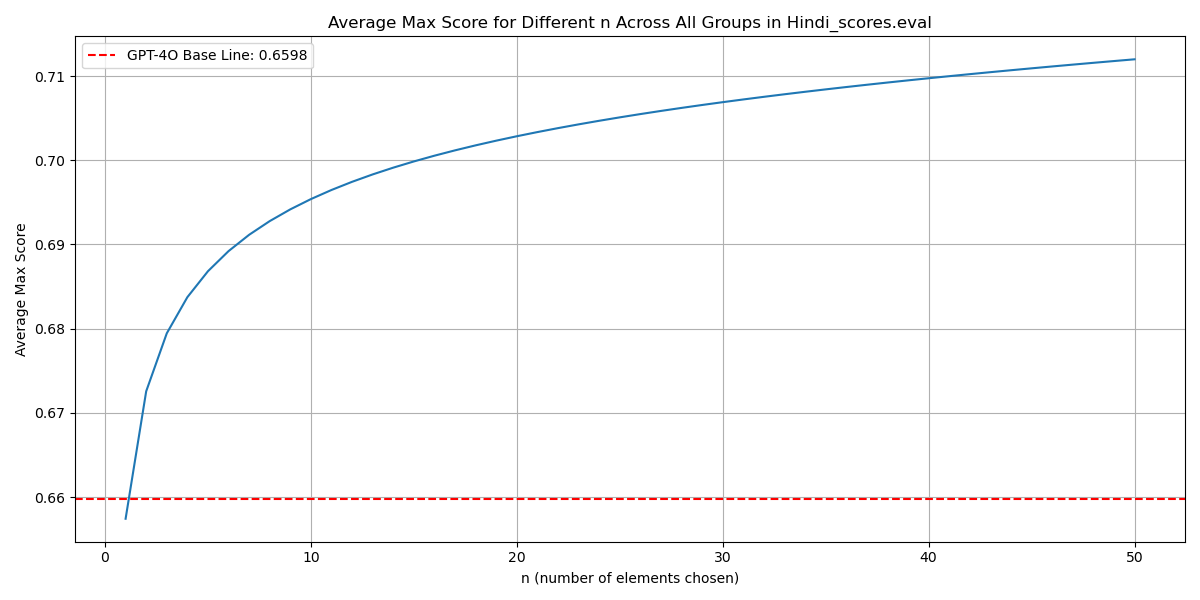 Average Max Score for Different n Across All Groups in Hindi_scores.eval
GPT-4O Base Line: 0.6598
Average Max Score
0.71
0.70
0.69
0.68
0.67
0.66
0 10 20 30 40 50
n (number of elements chosen)